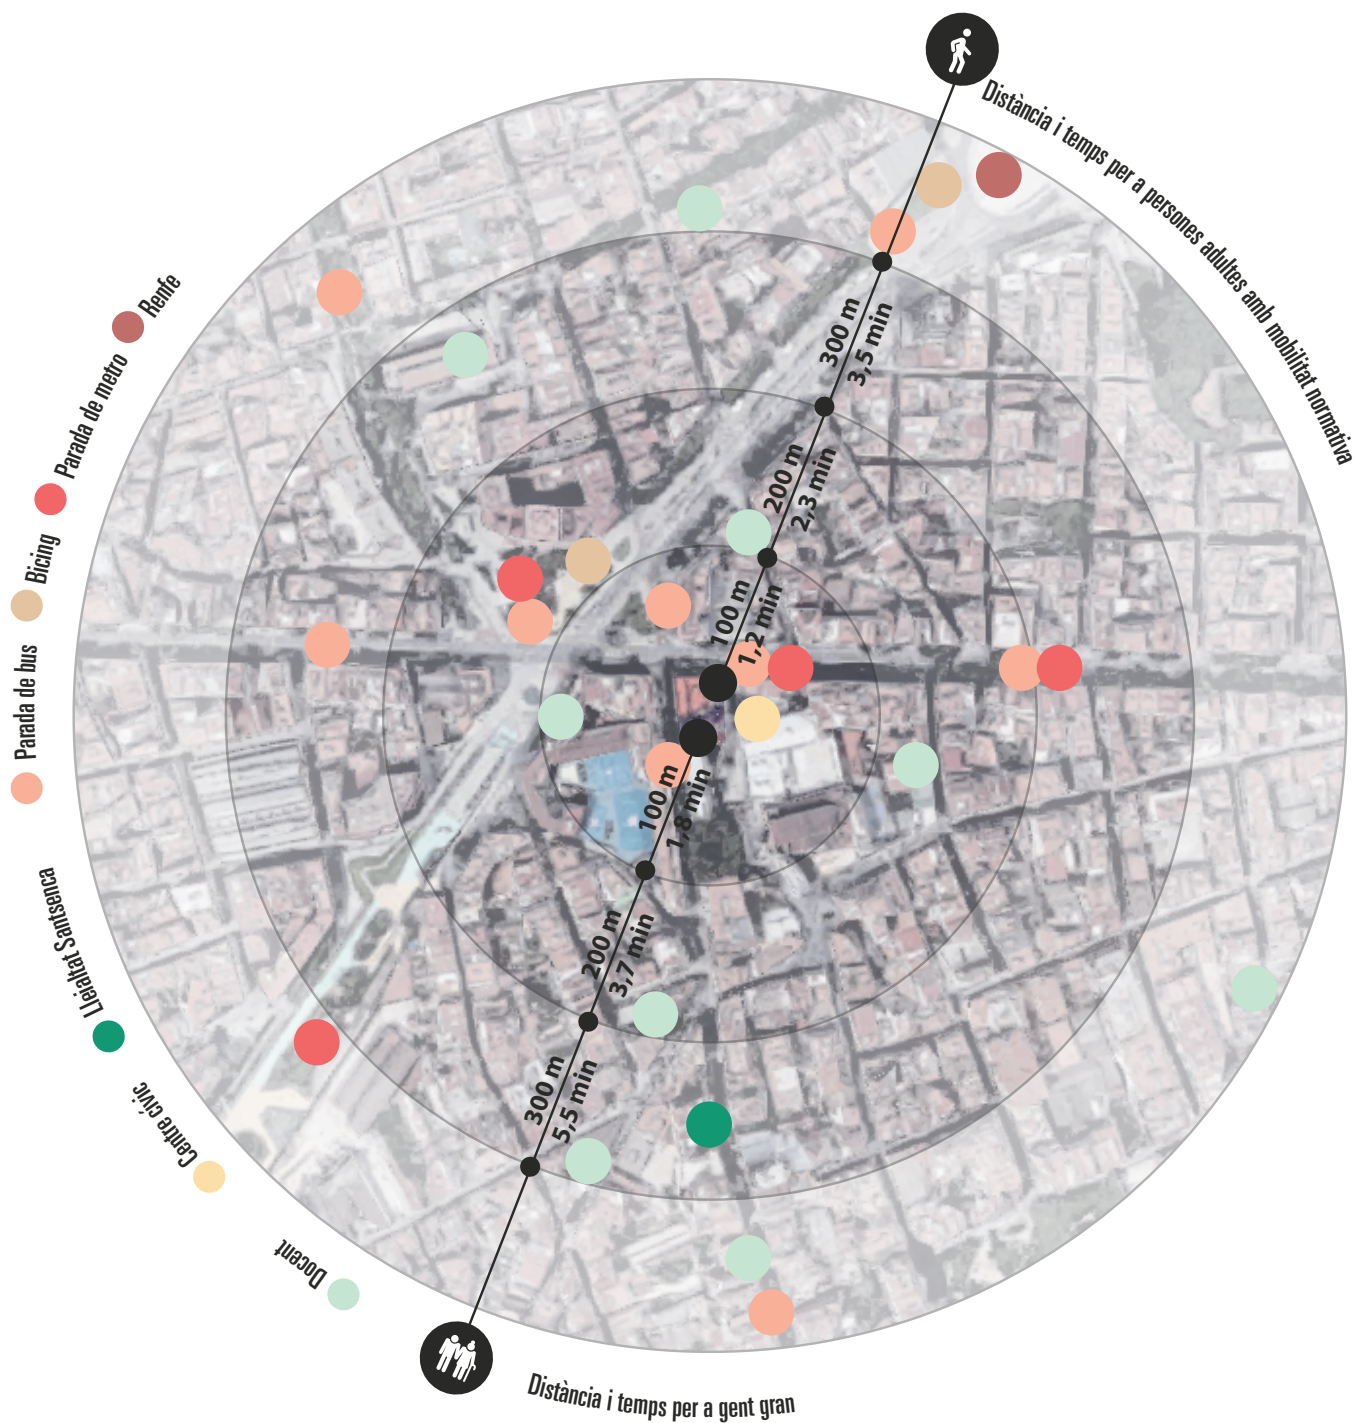 Distància i temps per a persones adultes amb mobilitat normativa
Renfe
Parada de metro
Bicing
Parada de bus
Lleialtat Santsenca
Centre cívic
Docent
300 m
3,5 min
200 m
2,3 min
100 m
1,2 min
100 m
1,8 min
200 m
3,7 min
300 m
5,5 min
Distància i temps per a gent gran